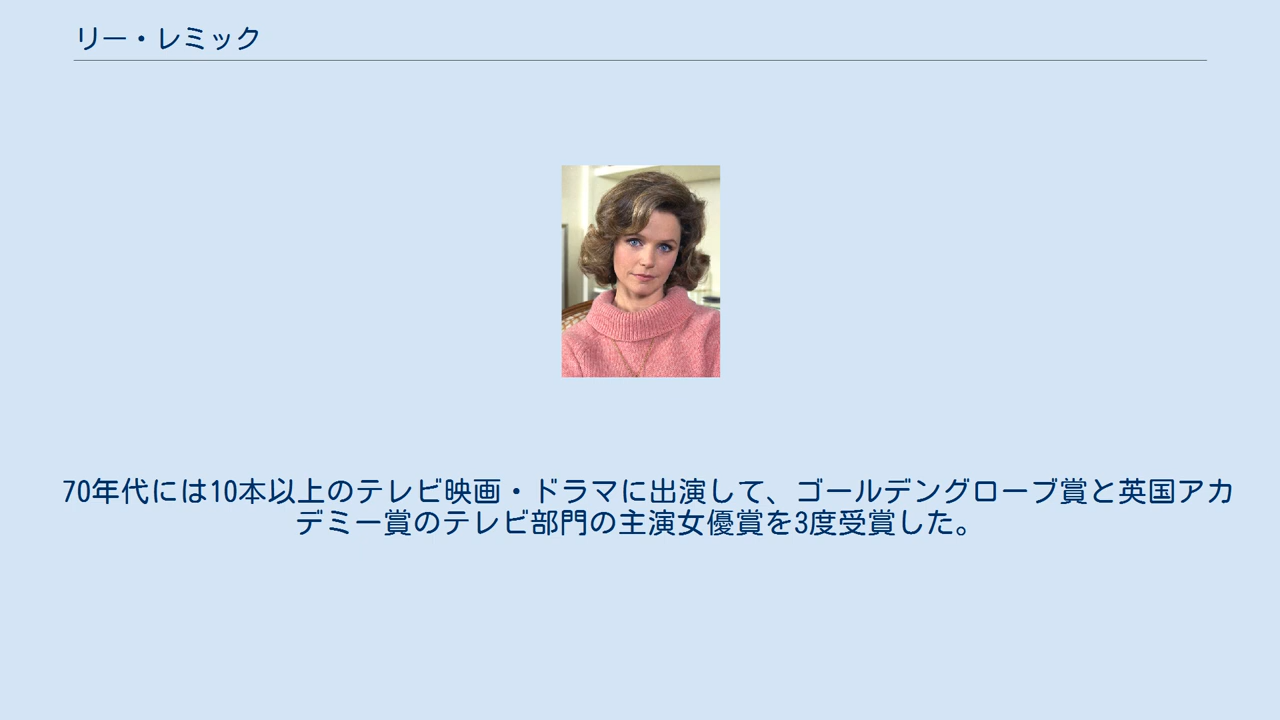 リー・レミック
70年代には10本以上のテレビ映画・ドラマに出演して、ゴールデングローブ賞と英国アカ
デミー賞のテレビ部門の主演女優賞を3度受賞した。